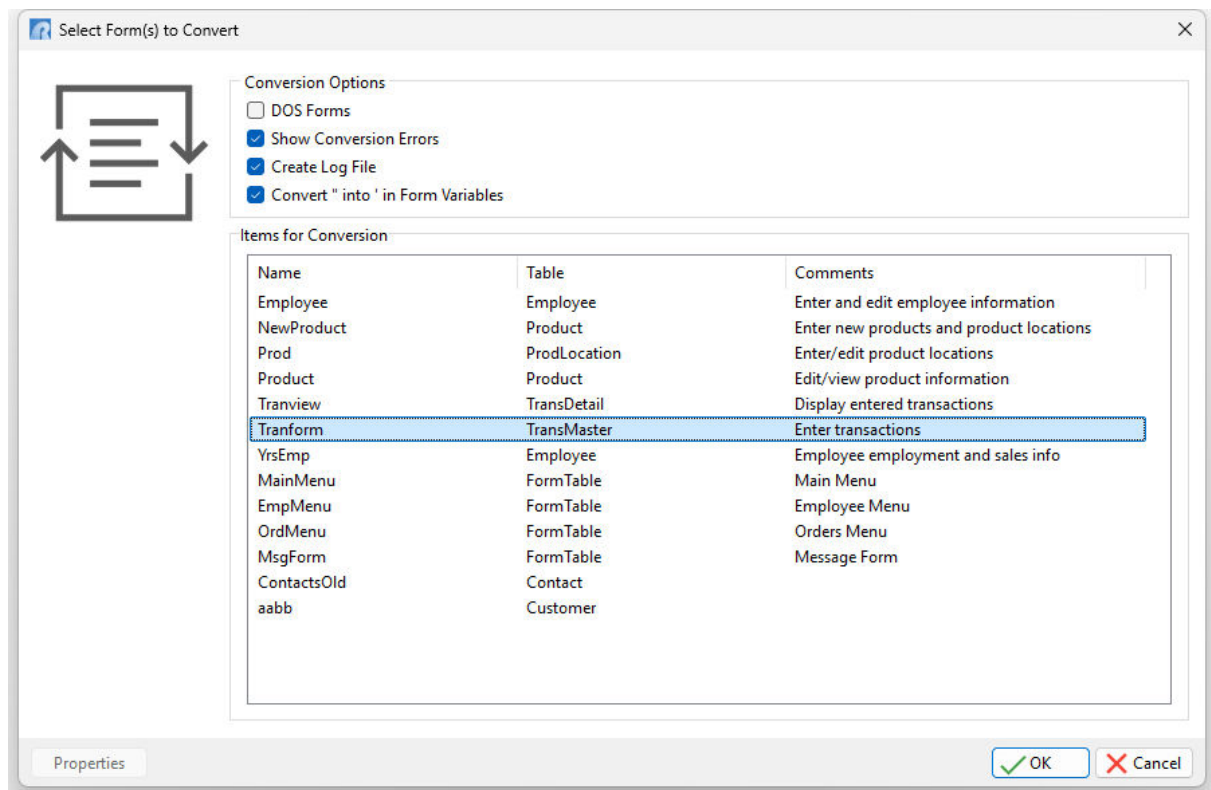 Select Form(s) to Convert
Conversion Options
DOS Forms
Show Conversion Errors
Create Log File
Convert " into ' in Form Variables
Items for Conversion
Name Table Comments
Employee Employee Enter and edit employee information
NewProduct Product Enter new products and product locations
Prod ProdLocation Enter/edit product locations
Product Product Edit/view product information
Tranview TransDetail Display entered transactions
Tranform TransMaster Enter transactions
YrsEmp Employee Employee employment and sales info
MainMenu FormTable Main Menu
EmpMenu FormTable Employee Menu
OrdMenu FormTable Orders Menu
MsgForm FormTable Message Form
ContactsOld Contact
aabb Customer
Properties OK Cancel